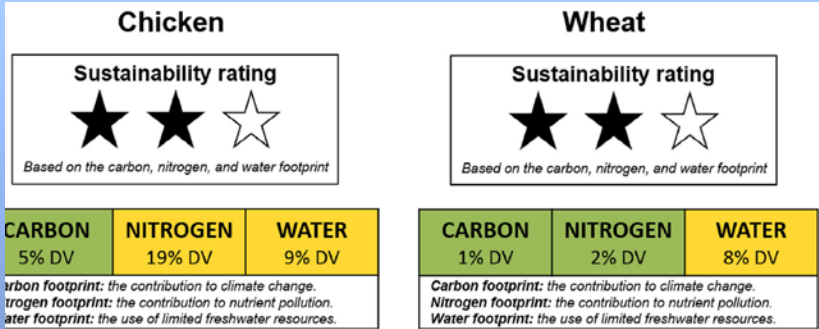 Chicken
Sustainability rating
Based on the carbon, nitrogen, and water footprint
CARBON NITROGEN WATER
5% DV 19% DV 9% DV
arbon footprint: the contribution to climate change.
trogen footprint: the contribution to nutrient pollution.
ater footprint: the use of limited freshwater resources.
Wheat
Sustainability rating
Based on the carbon, nitrogen, and water footprint
CARBON NITROGEN WATER
1% DV 2% DV 8% DV
Carbon footprint: the contribution to climate change.
Nitrogen footprint: the contribution to nutrient pollution.
Water footprint: the use of limited freshwater resources.